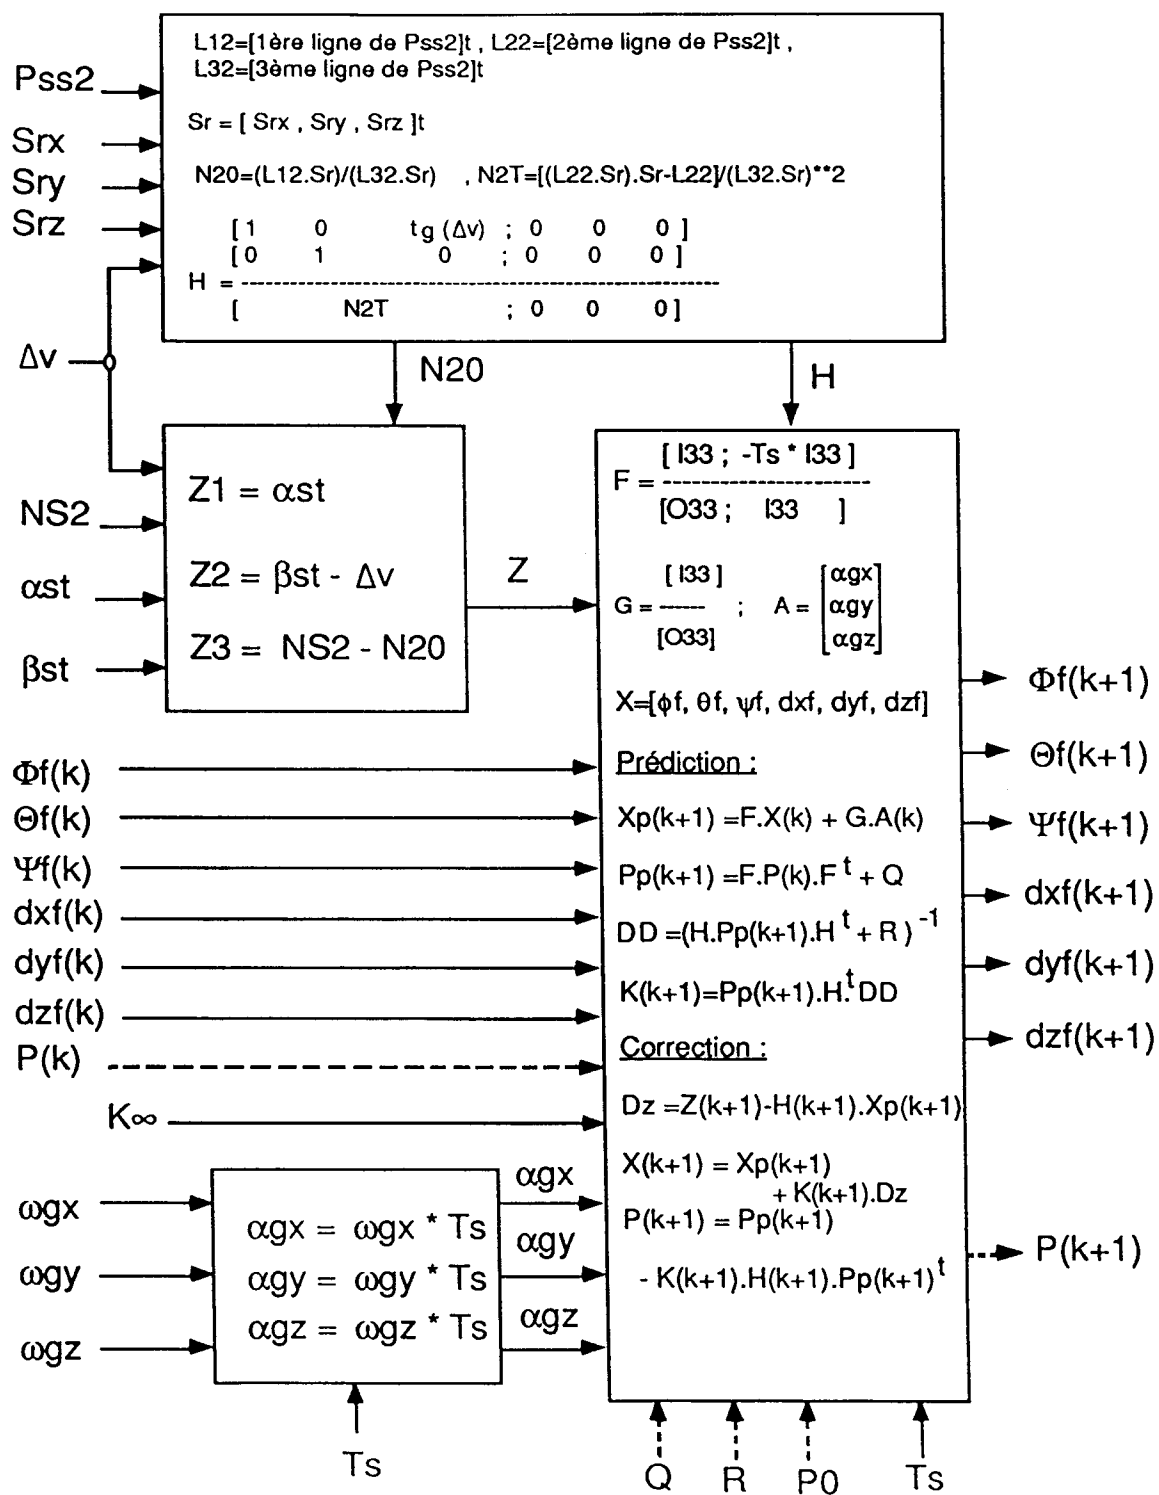 L12=[1ère ligne de Pss2]t , L22=[2ème ligne de Pss2]t ,
L32=[3ème ligne de Pss2]t
Pss2
Sr = [ Srx , Sry , Srz ]t
Srx
Sry
N20=(L12.Sr)/(L32.Sr) , N2T=[(L22.Sr).Sr-L22]/(L32.Sr)**2
Srz
[ 1 0 tg (Δv) ; 0 0 0 ]
[ 0 1 0 ; 0 0 0 ]
H = ----------------------------------------------------------
[ N2T ; 0 0 0 ]
Δv
N20
H
Z1 = αst
Z2 = βst - Δv
Z3 = NS2 - N20
NS2
αst
βst
Z
[ I33 ; -Ts * I33 ]
F = -----------------------
[O33 ; I33 ]
[ I33 ] [αgx]
G = ------ ; A = [αgy]
[O33] [αgz]
X=[ϕf, θf, ψf, dxf, dyf, dzf]
Prédiction :
Xp(k+1) =F.X(k) + G.A(k)
Pp(k+1) =F.P(k).F t + Q
DD =(H.Pp(k+1).H t + R ) -1
K(k+1)=Pp(k+1).H.t DD
Correction :
Dz =Z(k+1)-H(k+1).Xp(k+1)
X(k+1) = Xp(k+1)
+ K(k+1).Dz
P(k+1) = Pp(k+1)
- K(k+1).H(k+1).Pp(k+1) t
Φf(k)
Θf(k)
Ψf(k)
dxf(k)
dyf(k)
dzf(k)
P(k)
K∞
Φf(k+1)
Θf(k+1)
Ψf(k+1)
dxf(k+1)
dyf(k+1)
dzf(k+1)
P(k+1)
ωgx
ωgy
ωgz
αgx = ωgx * Ts
αgy = ωgy * Ts
αgz = ωgz * Ts
αgx
αgy
αgz
Ts
Q R P0 Ts